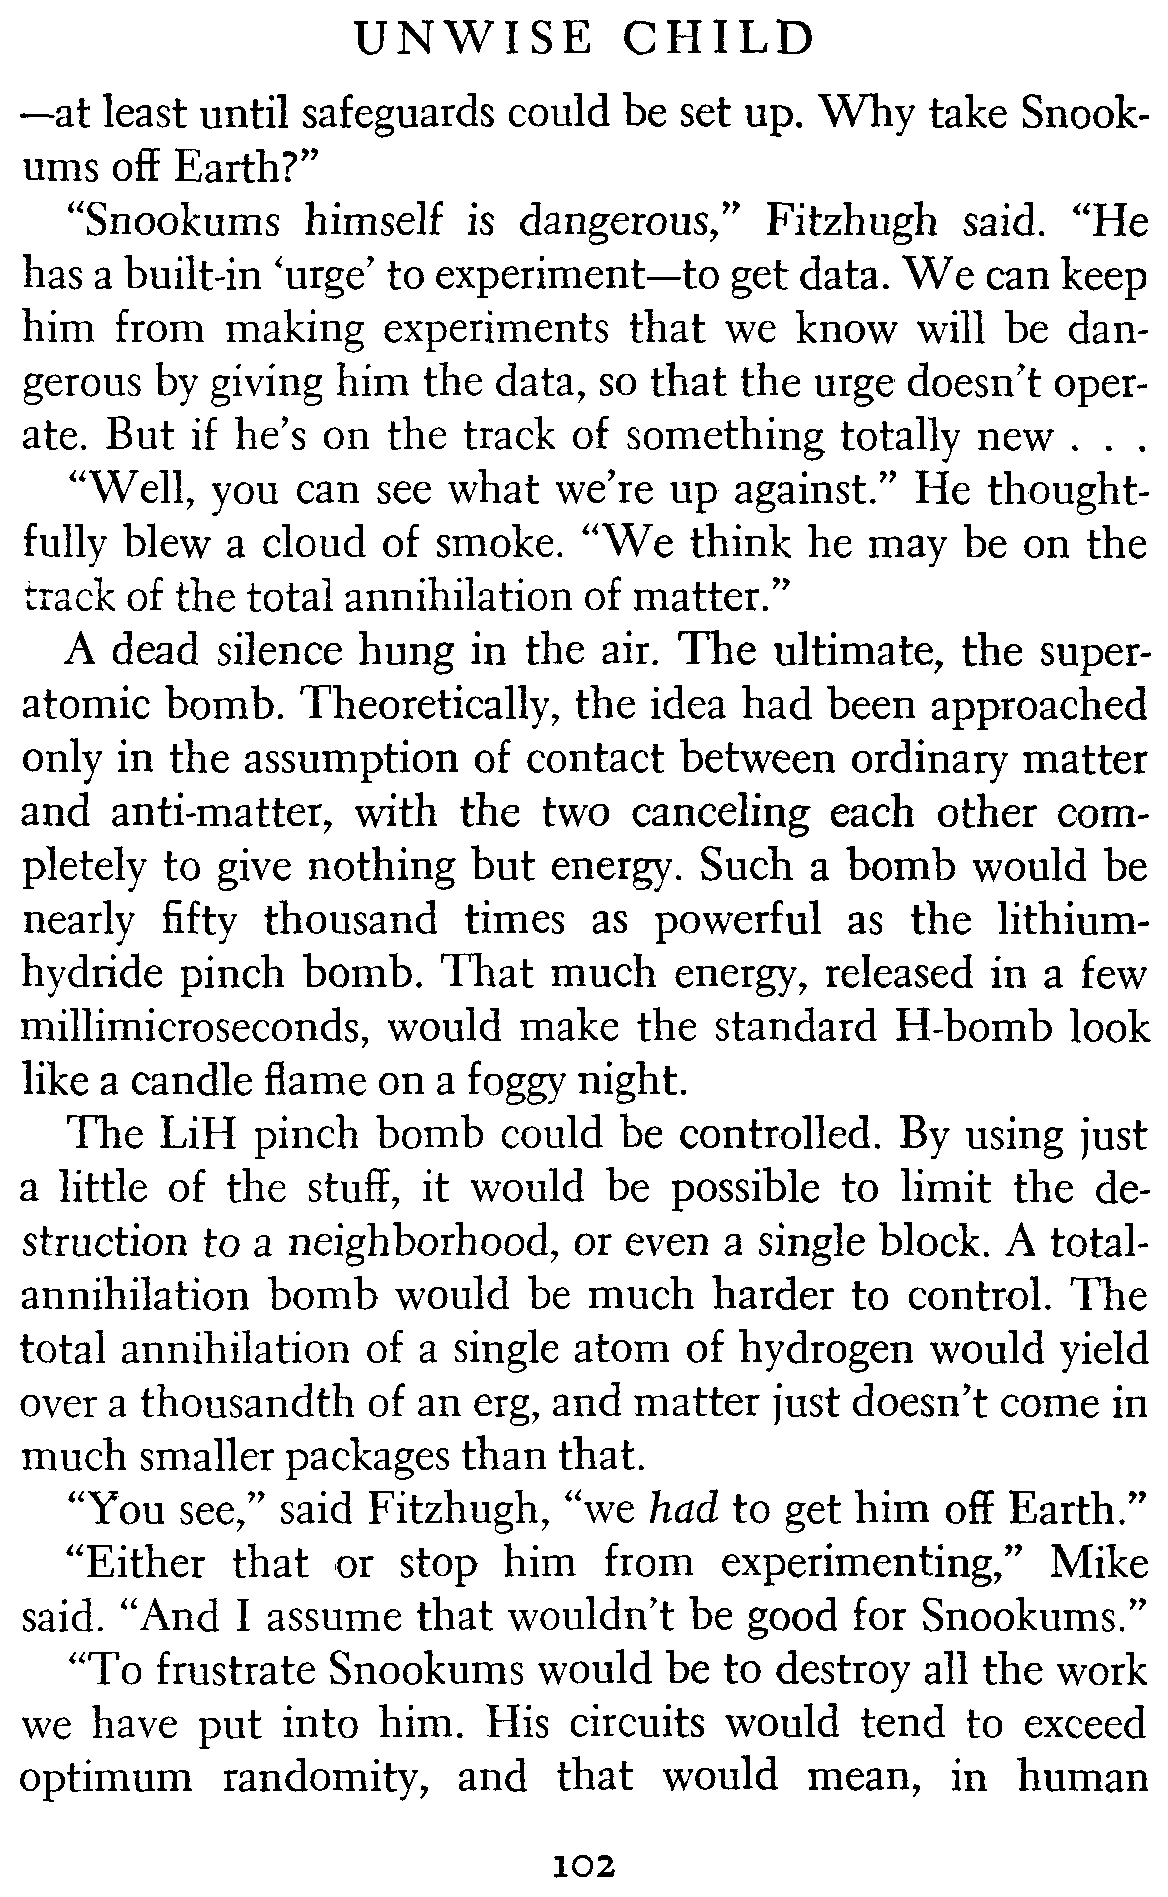 UNWISE CHILD
—at least until safeguards could be set up. Why take Snook-
ums off Earth?”
“Snookums himself is dangerous,” Fitzhugh said. “He
has a built-in ‘urge’ to experiment—to get data. We can keep
him from making experiments that we know will be dan-
gerous by giving him the data, so that the urge doesn’t oper-
ate. But if he’s on the track of something totally new . . .
“Well, you can see what we’re up against.” He thought-
fully blew a cloud of smoke. “We think he may be on the
track of the total annihilation of matter.”
A dead silence hung in the air. The ultimate, the super-
atomic bomb. Theoretically, the idea had been approached
only in the assumption of contact between ordinary matter
and anti-matter, with the two canceling each other com-
pletely to give nothing but energy. Such a bomb would be
nearly fifty thousand times as powerful as the lithium-
hydride pinch bomb. That much energy, released in a few
millimicroseconds, would make the standard H-bomb look
like a candle flame on a foggy night.
The LiH pinch bomb could be controlled. By using just
a little of the stuff, it would be possible to limit the de-
struction to a neighborhood, or even a single block. A total-
annihilation bomb would be much harder to control. The
total annihilation of a single atom of hydrogen would yield
over a thousandth of an erg, and matter just doesn’t come in
much smaller packages than that.
“You see,” said Fitzhugh, “we had to get him off Earth.”
“Either that or stop him from experimenting,” Mike
said. “And I assume that wouldn’t be good for Snookums.”
“To frustrate Snookums would be to destroy all the work
we have put into him. His circuits would tend to exceed
optimum randomity, and that would mean, in human
102